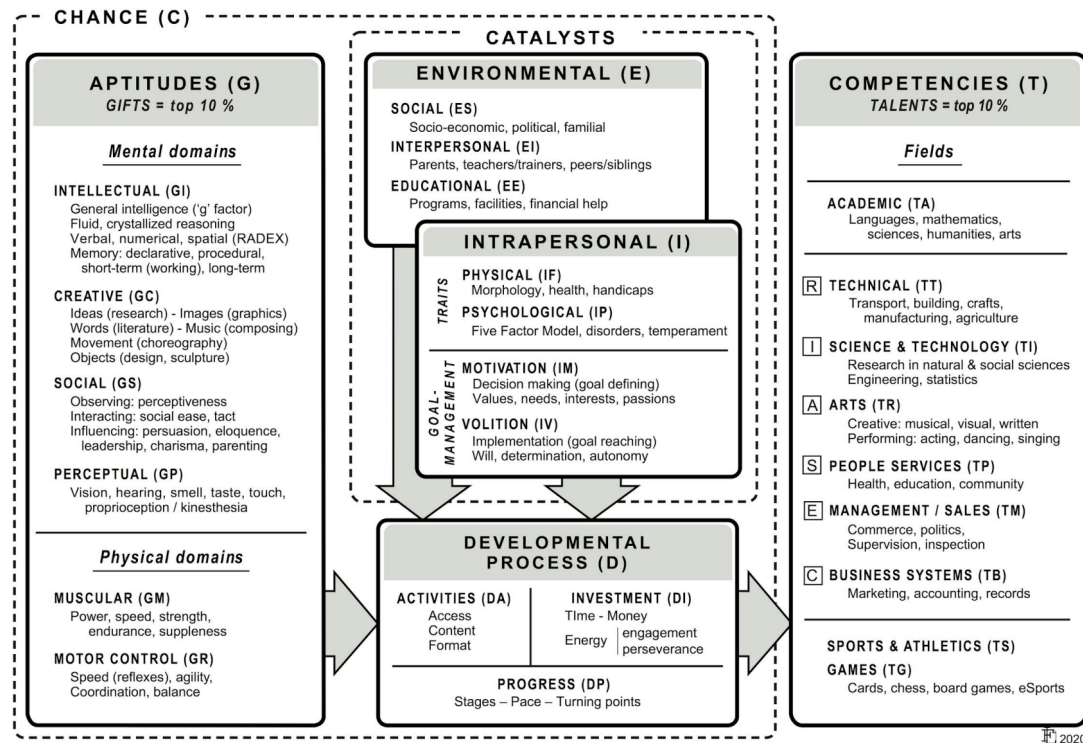 CHANCE (C)
CATALYSTS
APTITUDES (G)
GIFTS = top 10 %
Mental domains
INTELLECTUAL (GI)
General intelligence (‘g’ factor)
Fluid, crystallized reasoning
Verbal, numerical, spatial (RADEX)
Memory: declarative, procedural,
short-term (working), long-term
CREATIVE (GC)
Ideas (research) - Images (graphics)
Words (literature) - Music (composing)
Movement (choreography)
Objects (design, sculpture)
SOCIAL (GS)
Observing: perceptiveness
Interacting: social ease, tact
Influencing: persuasion, eloquence,
leadership, charisma, parenting
PERCEPTUAL (GP)
Vision, hearing, smell, taste, touch,
proprioception / kinesthesia
Physical domains
MUSCULAR (GM)
Power, speed, strength,
endurance, suppleness
MOTOR CONTROL (GR)
Speed (reflexes), agility,
Coordination, balance
ENVIRONMENTAL (E)
SOCIAL (ES)
Socio-economic, political, familial
INTERPERSONAL (EI)
Parents, teachers/trainers, peers/siblings
EDUCATIONAL (EE)
Programs, facilities, financial help
INTRAPERSONAL (I)
TRAITS
PHYSICAL (IF)
Morphology, health, handicaps
PSYCHOLOGICAL (IP)
Five Factor Model, disorders, temperament
GOAL-
MANAGEMENT
MOTIVATION (IM)
Decision making (goal defining)
Values, needs, interests, passions
VOLITION (IV)
Implementation (goal reaching)
Will, determination, autonomy
DEVELOPMENTAL
PROCESS (D)
ACTIVITIES (DA)
Access
Content
Format
INVESTMENT (DI)
TIme - Money
Energy engagement
perseverance
PROGRESS (DP)
Stages – Pace – Turning points
COMPETENCIES (T)
TALENTS = top 10 %
Fields
ACADEMIC (TA)
Languages, mathematics,
sciences, humanities, arts
R TECHNICAL (TT)
Transport, building, crafts,
manufacturing, agriculture
I SCIENCE & TECHNOLOGY (TI)
Research in natural & social sciences
Engineering, statistics
A ARTS (TR)
Creative: musical, visual, written
Performing: acting, dancing, singing
S PEOPLE SERVICES (TP)
Health, education, community
E MANAGEMENT / SALES (TM)
Commerce, politics,
Supervision, inspection
C BUSINESS SYSTEMS (TB)
Marketing, accounting, records
SPORTS & ATHLETICS (TS)
GAMES (TG)
Cards, chess, board games, eSports
2020